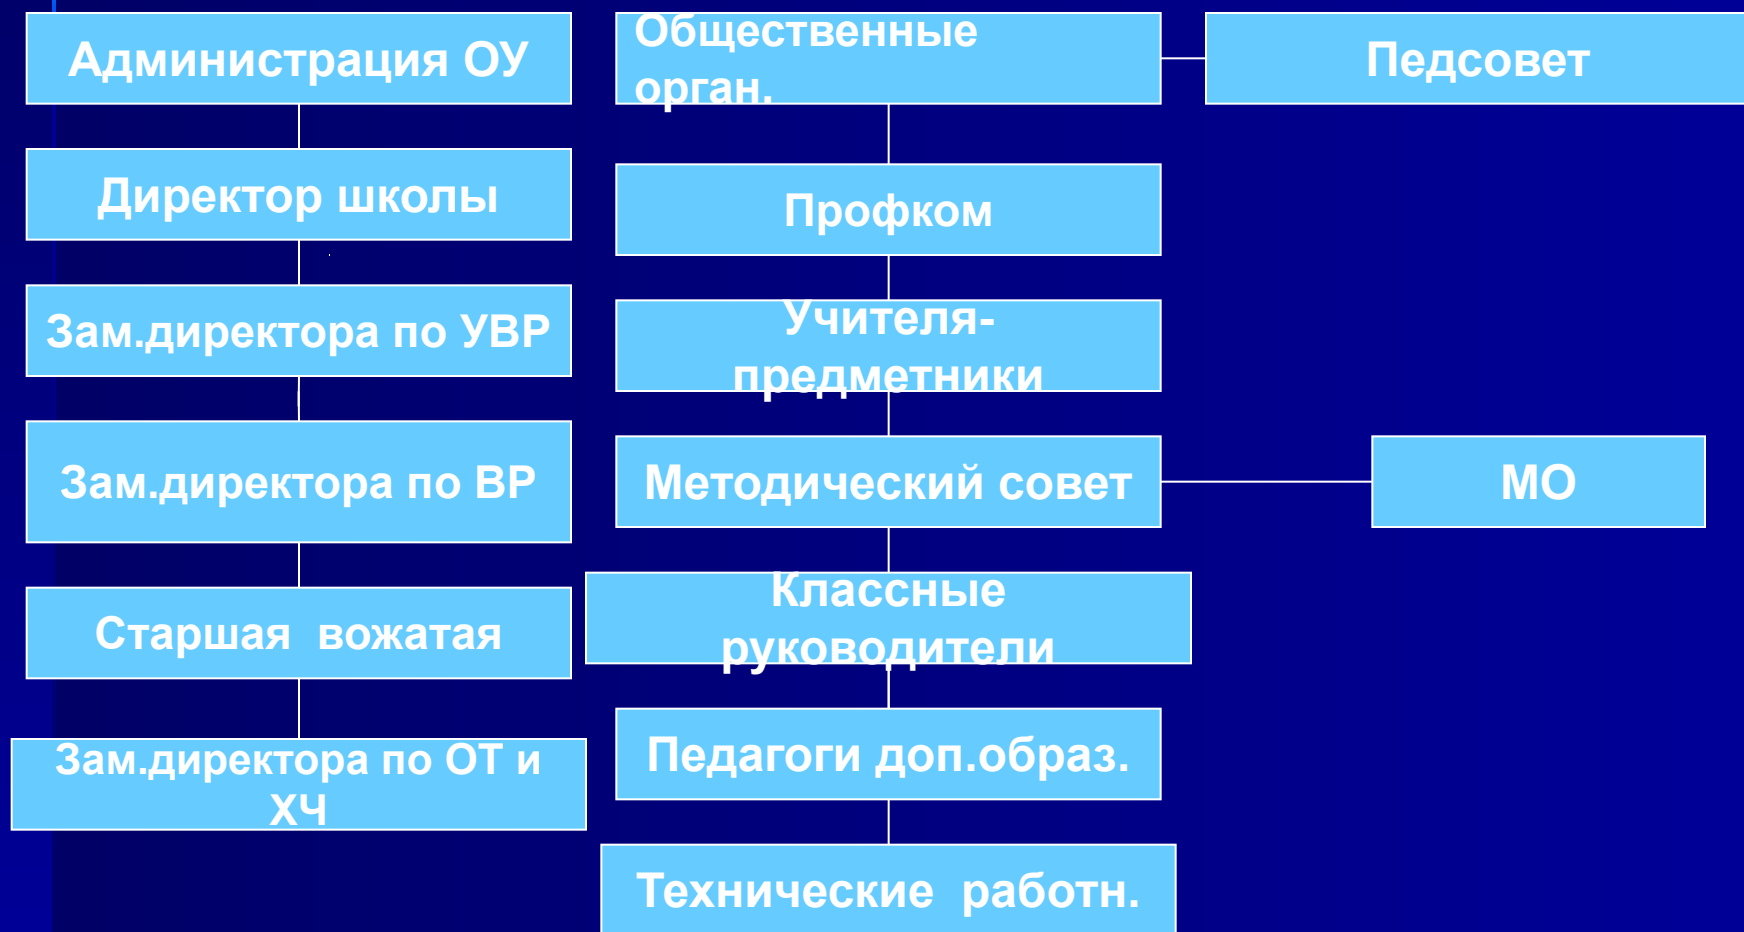 Администрация ОУ
Директор школы
Зам.директора по УВР
Зам.директора по ВР
Старшая вожатая
Зам.директора по ОТ и
ХЧ
Общественные
орган.
Профком
Учителя-
предметники
Методический совет
Классные
руководители
Педагоги доп.образ.
Технические работн.
Педсовет
МО